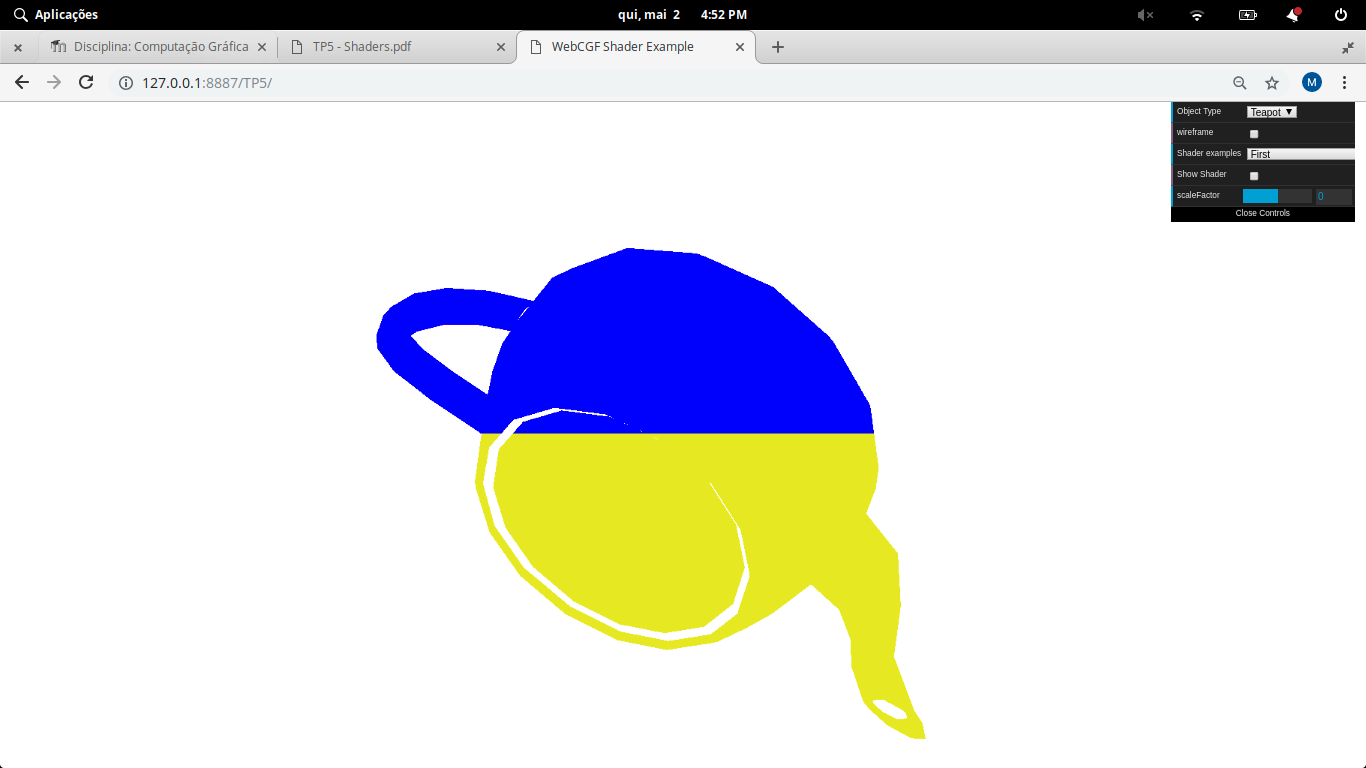 Aplicações
qui, mai 2 4:52 PM
Disciplina: Computação Gráfica
TP5 - Shaders.pdf
WebCGF Shader Example
127.0.0.1:8887/TP5/
M
Object Type Teapot
wireframe
Shader examples First
Show Shader
scaleFactor 0
Close Controls